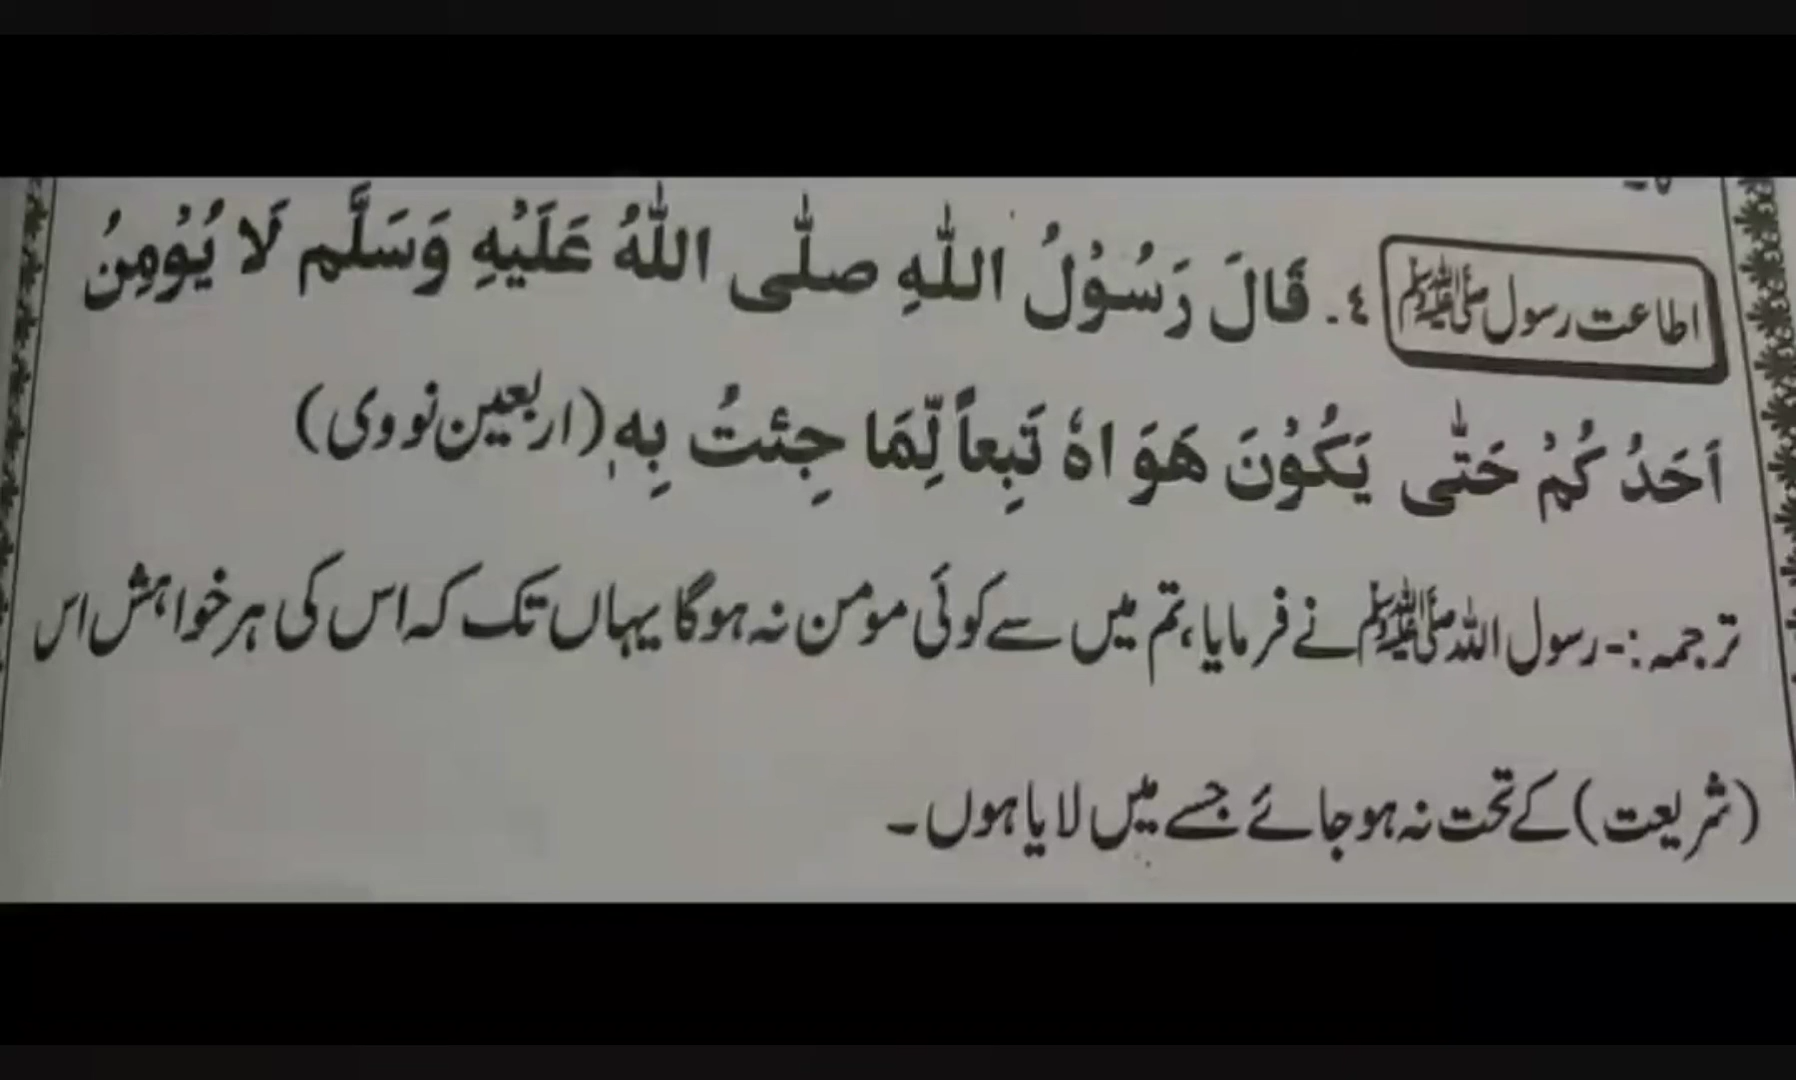 اطاعت رسول ﷺ ٤۔ قَالَ رَسُوْلُ اللّٰهِ صلّٰی اللّٰهُ عَلَيْهِ وَسَلَّم لَا يُوْمِنُ
اَحَدُ كُمْ حَتّٰى يَكُوْنَ هَوَاهُ تَبِعاً لِّمَا جِئتُ بِهٖ (اربعین نووی)
ترجمہ:۔ رسول اللہ ﷺ نے فرمایا، تم میں سے کوئی مومن نہ ہوگا یہاں تک کہ اس کی ہر خواہش اس
(شریعت) کے تحت نہ ہو جائے جسے میں لایا ہوں۔